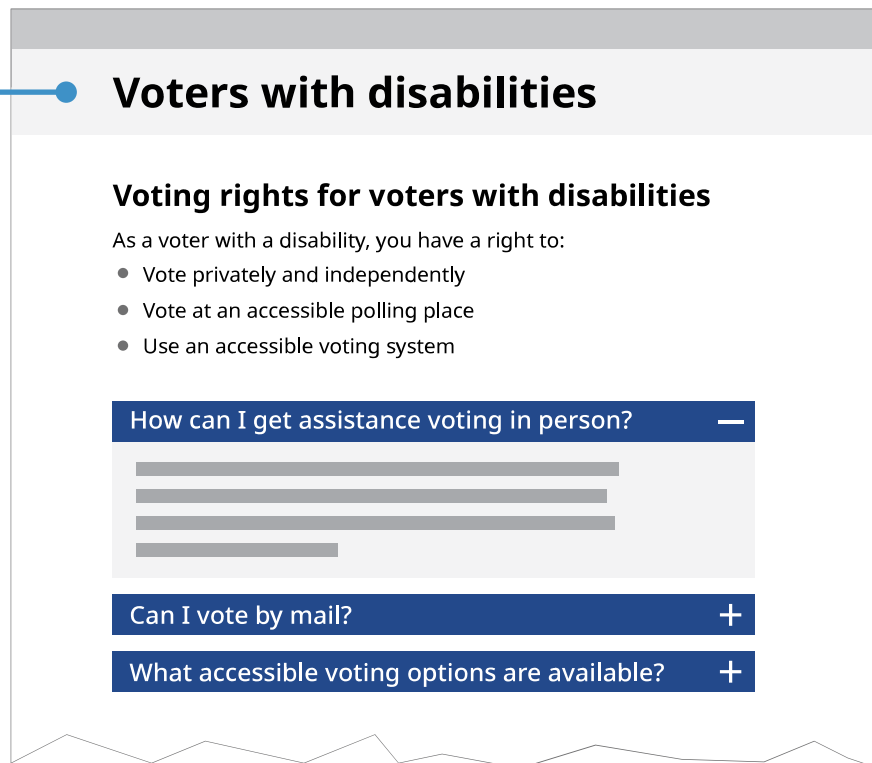 Voters with disabilities
Voting rights for voters with disabilities
As a voter with a disability, you have a right to:
Vote privately and independently
Vote at an accessible polling place
Use an accessible voting system
How can I get assistance voting in person?
Can I vote by mail?
What accessible voting options are available?